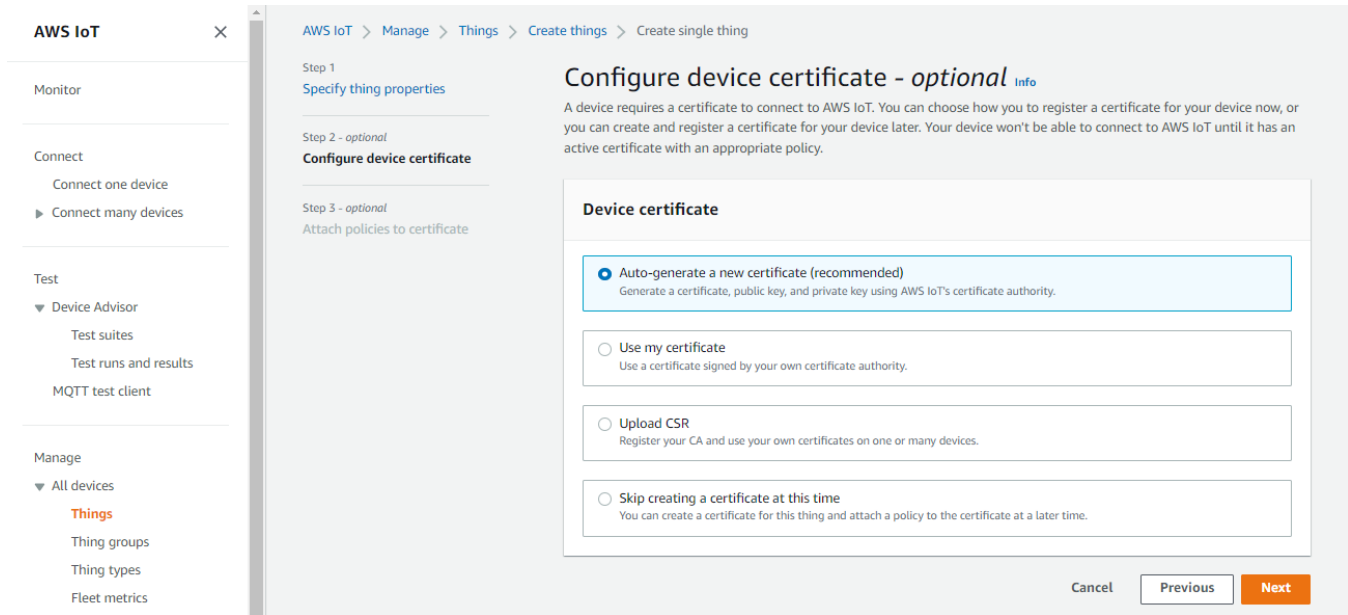 AWS IoT
Monitor
Connect
Connect one device
Connect many devices
Test
Device Advisor
Test suites
Test runs and results
MQTT test client
Manage
All devices
Things
Thing groups
Thing types
Fleet metrics
AWS IoT > Manage > Things > Create things > Create single thing
Step 1
Specify thing properties
Step 2 - optional
Configure device certificate
Step 3 - optional
Attach policies to certificate
Configure device certificate - optional Info
A device requires a certificate to connect to AWS IoT. You can choose how you to register a certificate for your device now, or
you can create and register a certificate for your device later. Your device won't be able to connect to AWS IoT until it has an
active certificate with an appropriate policy.
Device certificate
Auto-generate a new certificate (recommended)
Generate a certificate, public key, and private key using AWS IoT's certificate authority.
Use my certificate
Use a certificate signed by your own certificate authority.
Upload CSR
Register your CA and use your own certificates on one or many devices.
Skip creating a certificate at this time
You can create a certificate for this thing and attach a policy to the certificate at a later time.
Cancel Previous Next